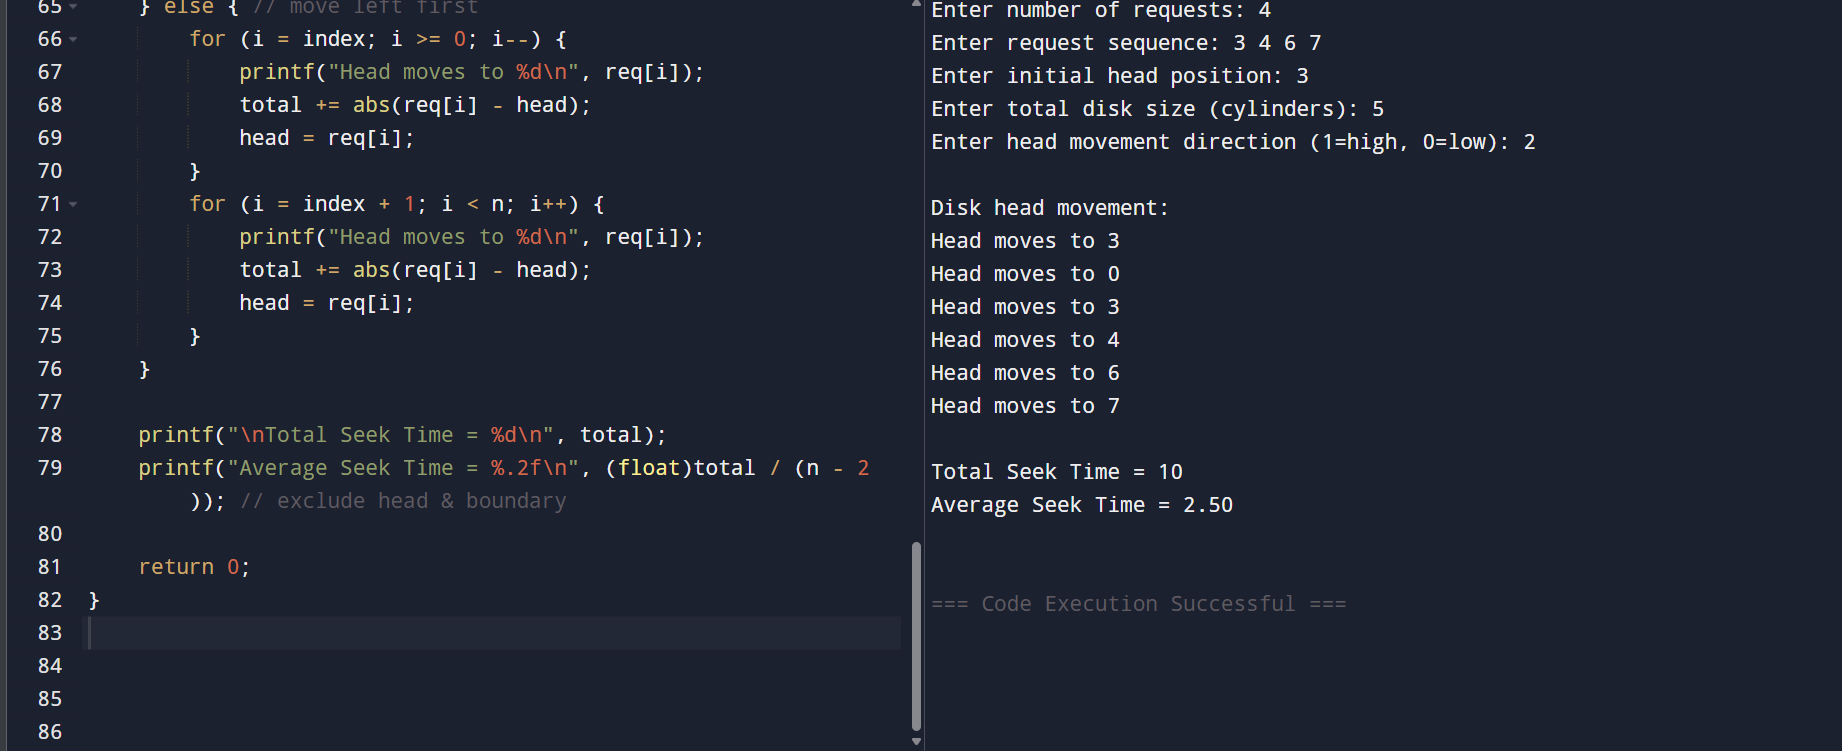 65 } else { // move left first
66 for (i = index; i >= 0; i--) {
67 printf("Head moves to %d\n", req[i]);
68 total += abs(req[i] - head);
69 head = req[i];
70 }
71 for (i = index + 1; i < n; i++) {
72 printf("Head moves to %d\n", req[i]);
73 total += abs(req[i] - head);
74 head = req[i];
75 }
76 }
77
78 printf("\nTotal Seek Time = %d\n", total);
79 printf("Average Seek Time = %.2f\n", (float)total / (n - 2
)); // exclude head & boundary
80
81 return 0;
82 }
83
84
85
86
Enter number of requests: 4
Enter request sequence: 3 4 6 7
Enter initial head position: 3
Enter total disk size (cylinders): 5
Enter head movement direction (1=high, 0=low): 2
Disk head movement:
Head moves to 3
Head moves to 0
Head moves to 3
Head moves to 4
Head moves to 6
Head moves to 7
Total Seek Time = 10
Average Seek Time = 2.50
=== Code Execution Successful ===